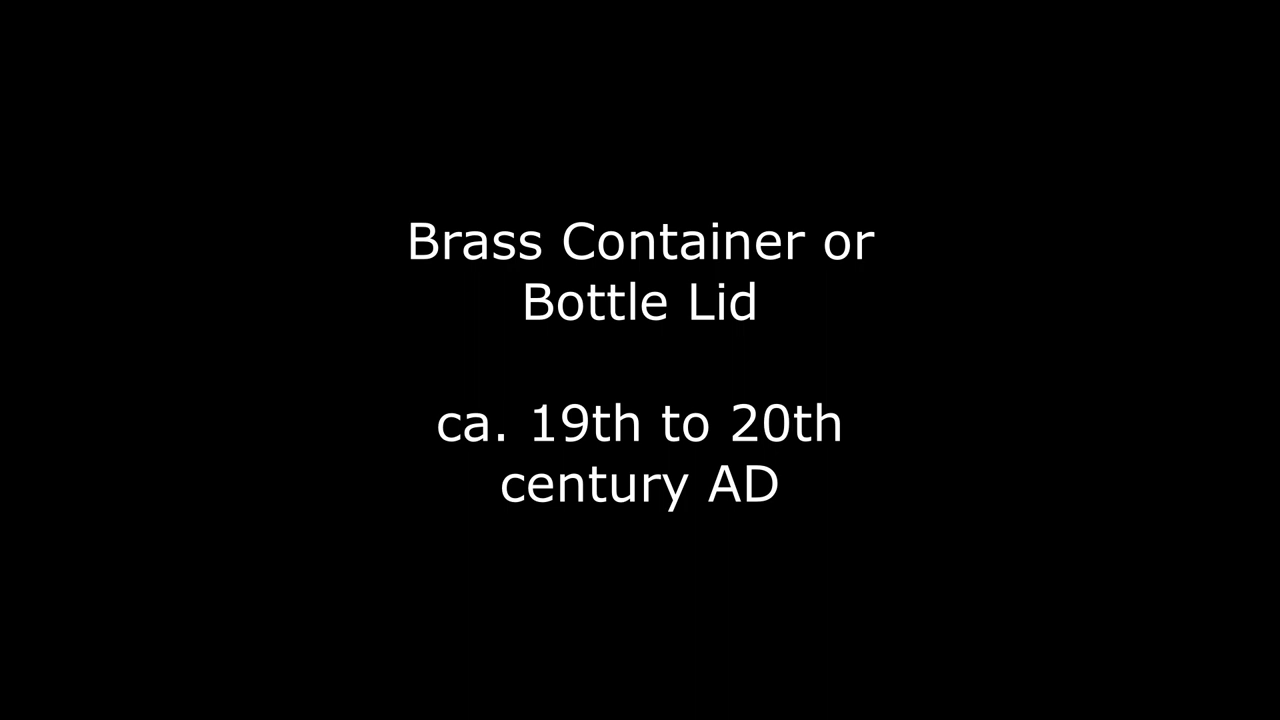 Brass Container or
Bottle Lid
ca. 19th to 20th
century AD